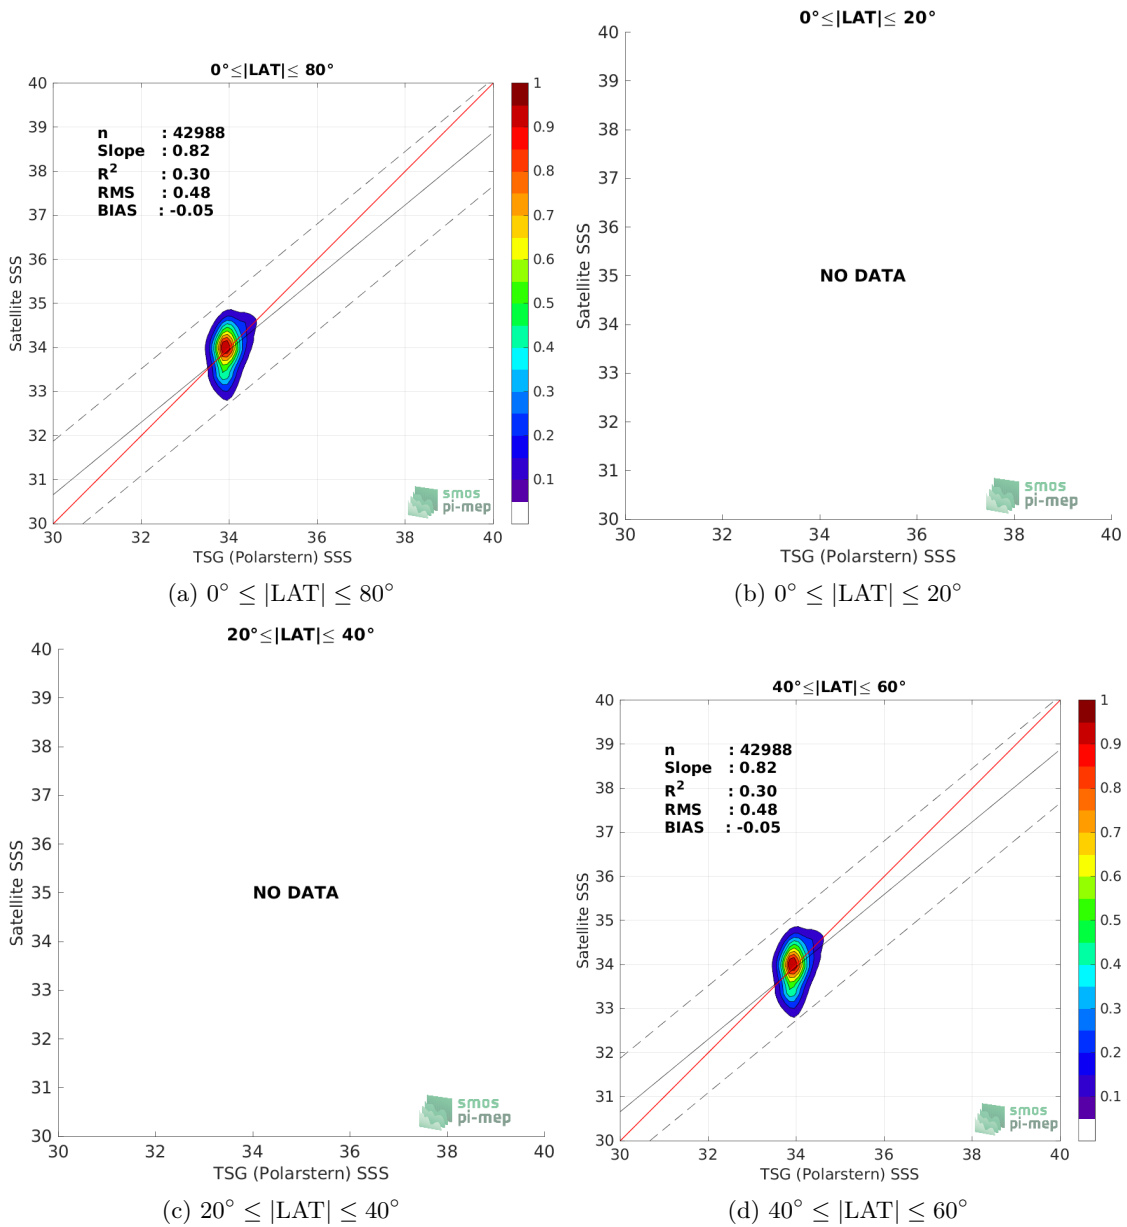 0°≤|LAT|≤ 80°
40
39
38
37
36
35
34
33
32
31
30
Satellite SSS
n : 42988
Slope : 0.82
R² : 0.30
RMS : 0.48
BIAS : -0.05
smos
pi-mep
30 32 34 36 38 40
TSG (Polarstern) SSS
1
0.9
0.8
0.7
0.6
0.5
0.4
0.3
0.2
0.1
(a) 0° ≤ |LAT| ≤ 80°
0°≤|LAT|≤ 20°
40
39
38
37
36
35
34
33
32
31
30
Satellite SSS
NO DATA
smos
pi-mep
30 32 34 36 38 40
TSG (Polarstern) SSS
(b) 0° ≤ |LAT| ≤ 20°
20°≤|LAT|≤ 40°
40
39
38
37
36
35
34
33
32
31
30
Satellite SSS
NO DATA
smos
pi-mep
30 32 34 36 38 40
TSG (Polarstern) SSS
(c) 20° ≤ |LAT| ≤ 40°
40°≤|LAT|≤ 60°
40
39
38
37
36
35
34
33
32
31
30
Satellite SSS
n : 42988
Slope : 0.82
R² : 0.30
RMS : 0.48
BIAS : -0.05
smos
pi-mep
30 32 34 36 38 40
TSG (Polarstern) SSS
1
0.9
0.8
0.7
0.6
0.5
0.4
0.3
0.2
0.1
(d) 40° ≤ |LAT| ≤ 60°